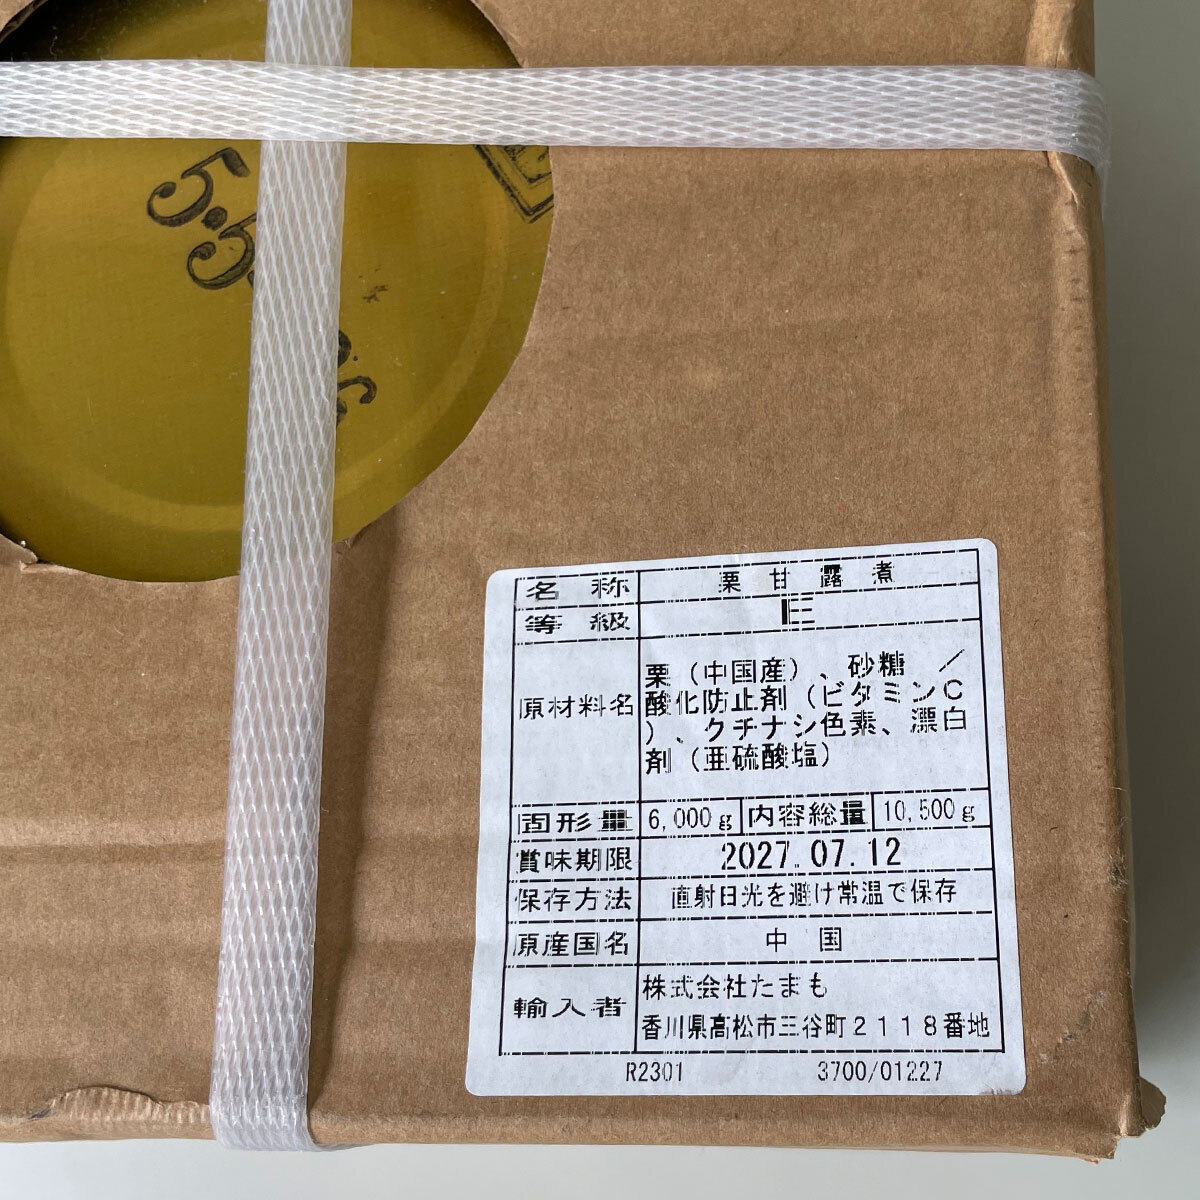 5.5
名称 栗甘露煮
等級 E
原材料名 栗（中国産）、砂糖 ／
酸化防止剤（ビタミンC
）、クチナシ色素、漂白
剤（亜硫酸塩）
固形量 6,000g 内容総量 10,500g
賞味期限 2027.07.12
保存方法 直射日光を避け常温で保存
原産国名 中国
輸入者 株式会社たまも
香川県高松市三谷町２１１８番地
R2301 3700/01227